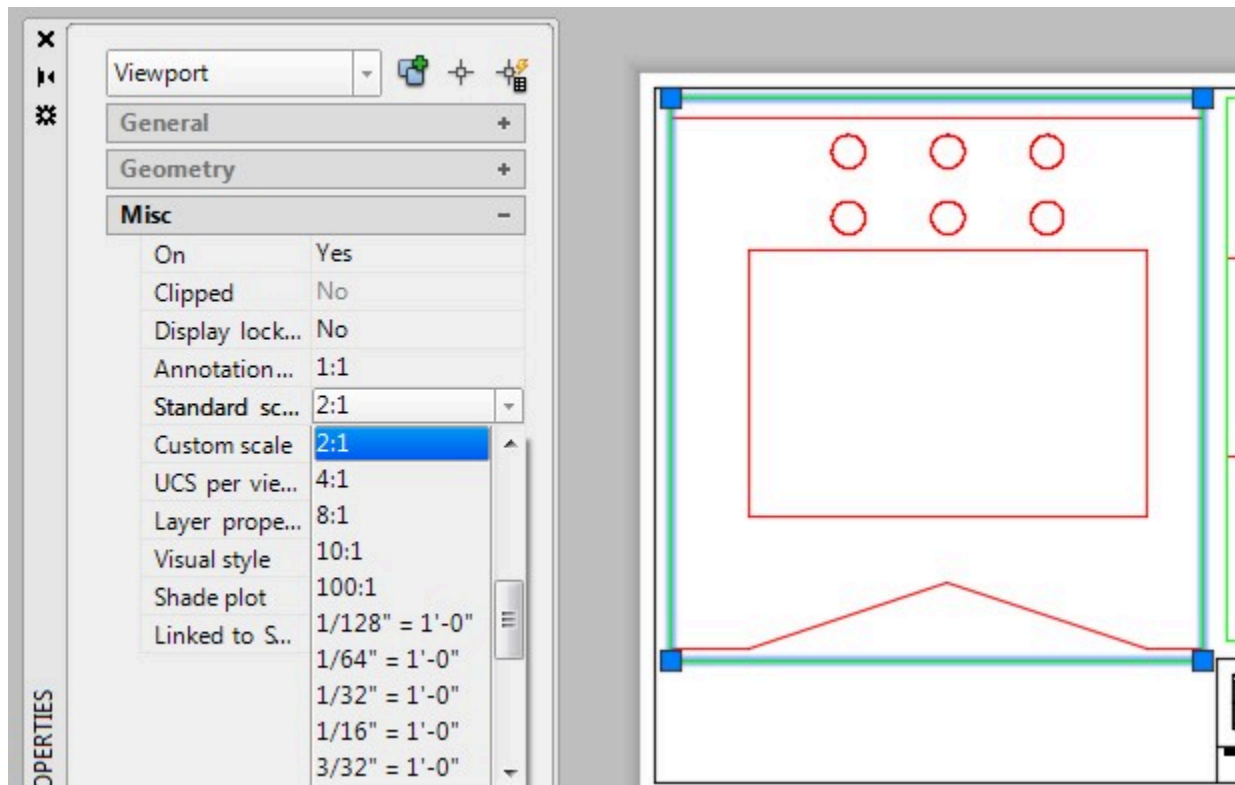 Viewport
General
Geometry
Misc
On Yes
Clipped No
Display lock... No
Annotation... 1:1
Standard sc... 2:1
Custom scale 2:1
UCS per vie... 4:1
Layer prope... 8:1
Visual style 10:1
Shade plot 100:1
Linked to S... 1/128" = 1'-0"
1/64" = 1'-0"
1/32" = 1'-0"
1/16" = 1'-0"
3/32" = 1'-0"
OPERTIES